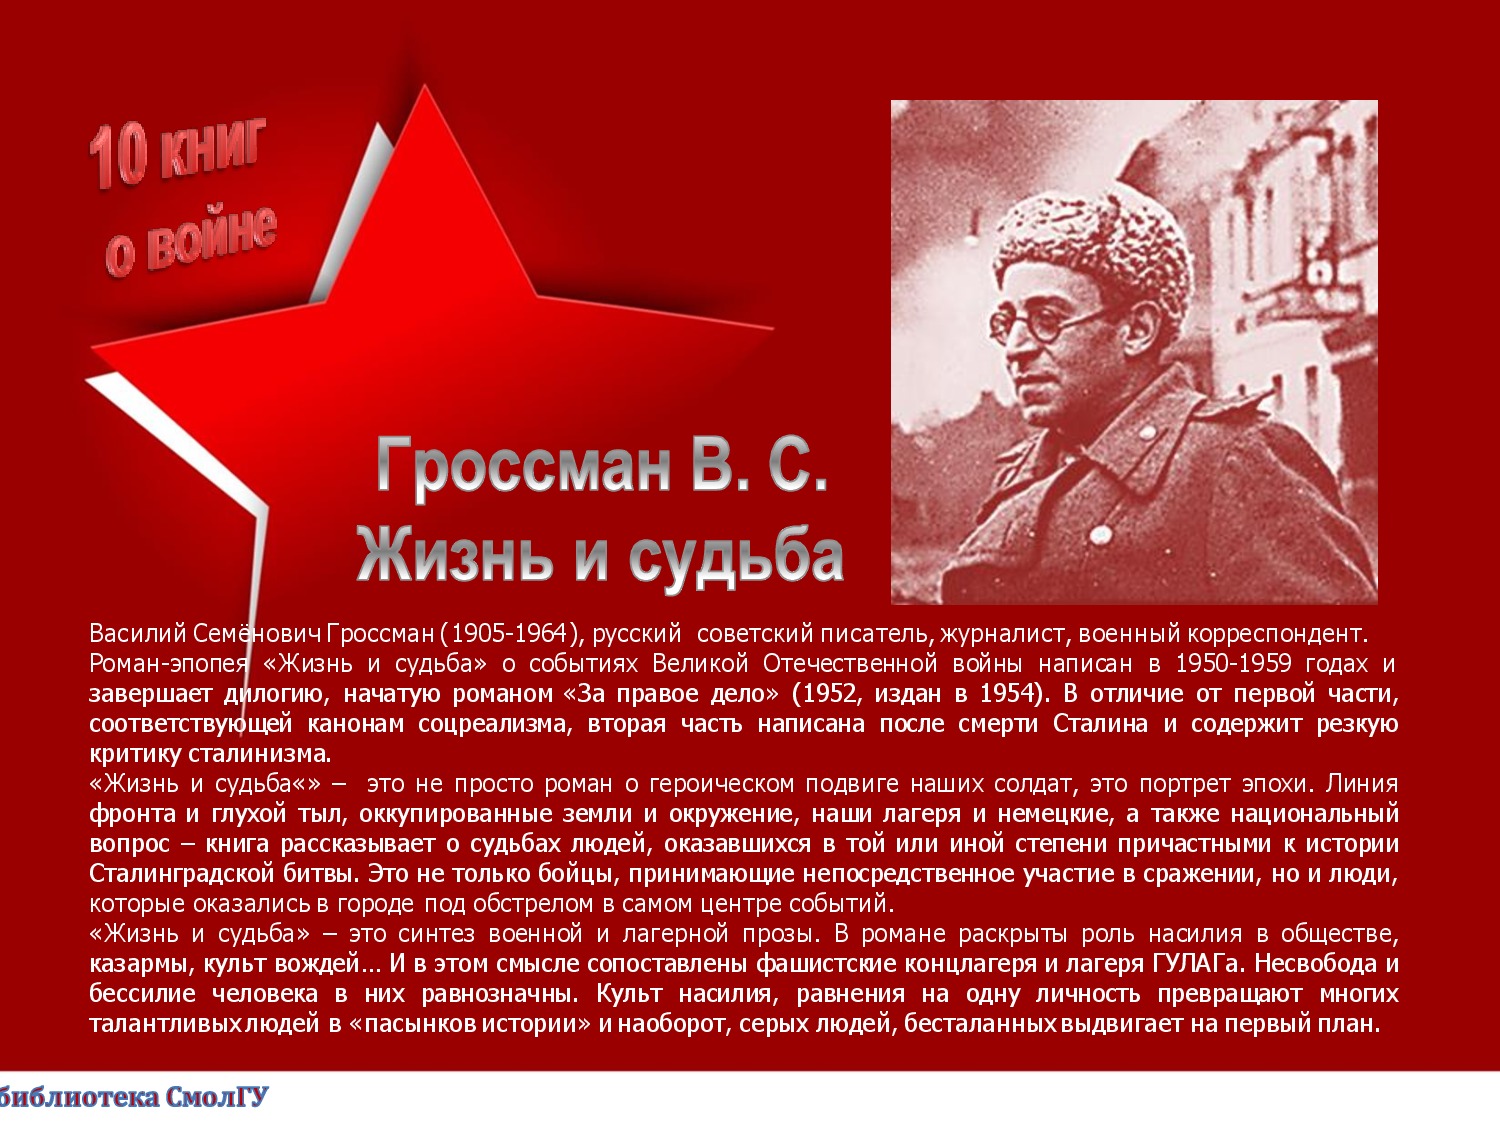 10 книг
о войне
Гроссман В. С.
Жизнь и судьба
Василий Семёнович Гроссман (1905-1964), русский советский писатель, журналист, военный корреспондент.
Роман-эпопея «Жизнь и судьба» о событиях Великой Отечественной войны написан в 1950-1959 годах и
завершает дилогию, начатую романом «За правое дело» (1952, издан в 1954). В отличие от первой части,
соответствующей канонам соцреализма, вторая часть написана после смерти Сталина и содержит резкую
критику сталинизма.
«Жизнь и судьба«» – это не просто роман о героическом подвиге наших солдат, это портрет эпохи. Линия
фронта и глухой тыл, оккупированные земли и окружение, наши лагеря и немецкие, а также национальный
вопрос – книга рассказывает о судьбах людей, оказавшихся в той или иной степени причастными к истории
Сталинградской битвы. Это не только бойцы, принимающие непосредственное участие в сражении, но и люди,
которые оказались в городе под обстрелом в самом центре событий.
«Жизнь и судьба» – это синтез военной и лагерной прозы. В романе раскрыты роль насилия в обществе,
казармы, культ вождей... И в этом смысле сопоставлены фашистские концлагеря и лагеря ГУЛАГа. Несвобода и
бессилие человека в них равнозначны. Культ насилия, равнения на одну личность превращают многих
талантливых людей в «пасынков истории» и наоборот, серых людей, бесталанных выдвигает на первый план.
библиотека СмолГУ